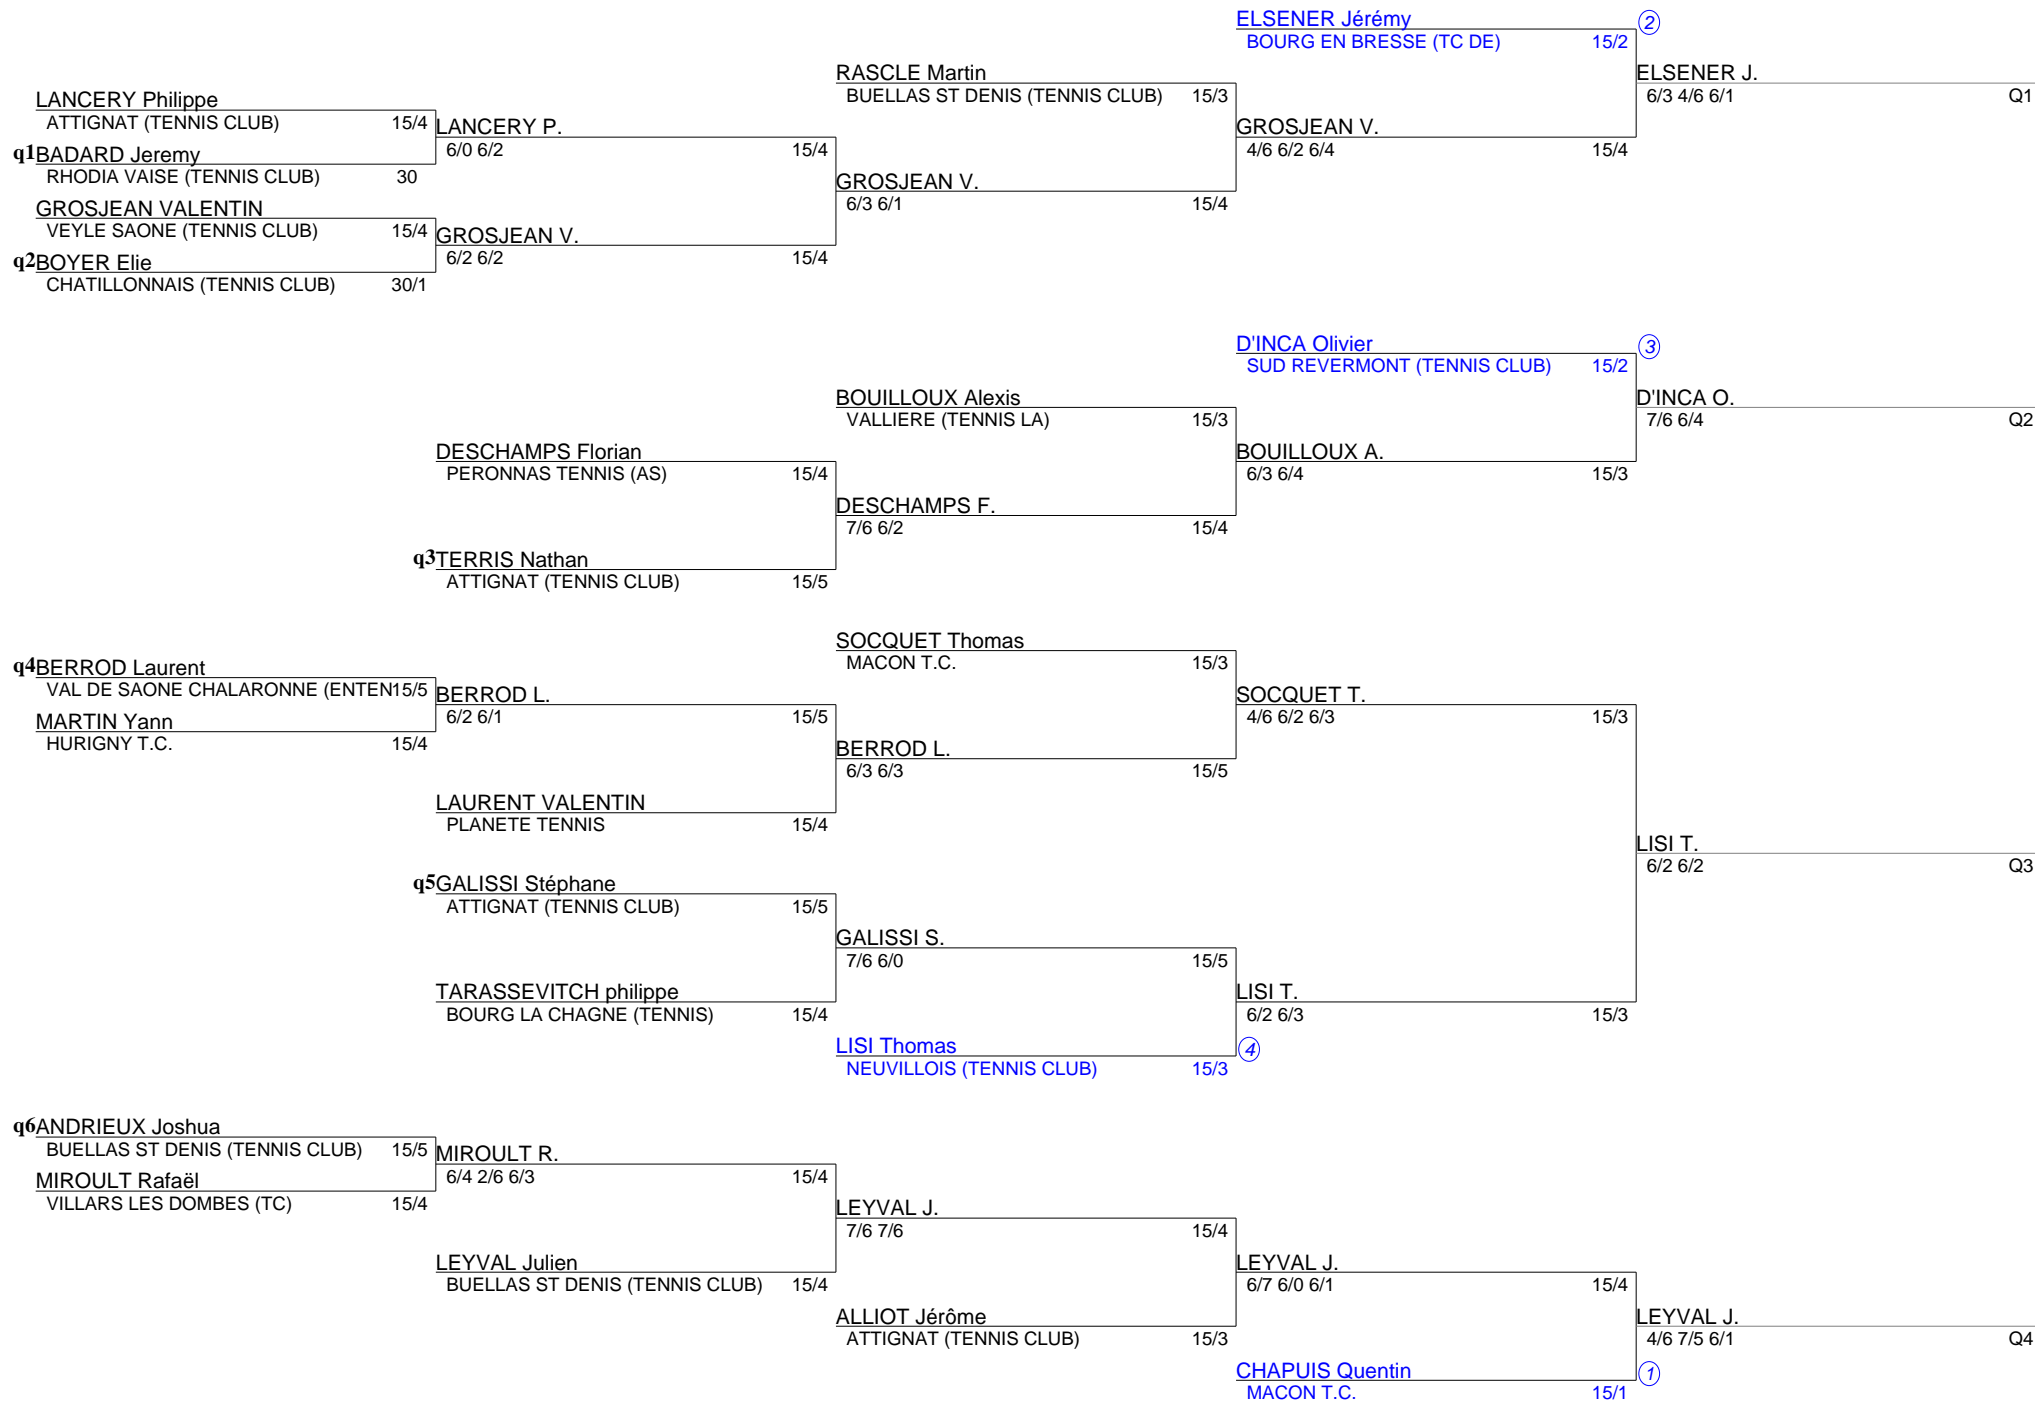 ELSENER Jérémy 2
BOURG EN BRESSE (TC DE) 15/2
RASCLE Martin
BUELLAS ST DENIS (TENNIS CLUB) 15/3
ELSENER J.
6/3 4/6 6/1 Q1
LANCERY Philippe
ATTIGNAT (TENNIS CLUB) 15/4
LANCERY P.
6/0 6/2 15/4
GROSJEAN V.
4/6 6/2 6/4 15/4
q1 BADARD Jeremy
RHODIA VAISE (TENNIS CLUB) 30
GROSJEAN V.
6/3 6/1 15/4
GROSJEAN VALENTIN
VEYLE SAONE (TENNIS CLUB) 15/4
GROSJEAN V.
6/2 6/2 15/4
q2 BOYER Elie
CHATILLONNAIS (TENNIS CLUB) 30/1
D'INCA Olivier 3
SUD REVERMONT (TENNIS CLUB) 15/2
BOUILLOUX Alexis
VALLIERE (TENNIS LA) 15/3
D'INCA O.
7/6 6/4 Q2
DESCHAMPS Florian
PERONNAS TENNIS (AS) 15/4
BOUILLOUX A.
6/3 6/4 15/3
DESCHAMPS F.
7/6 6/2 15/4
q3 TERRIS Nathan
ATTIGNAT (TENNIS CLUB) 15/5
SOCQUET Thomas
MACON T.C. 15/3
q4 BERROD Laurent
VAL DE SAONE CHALARONNE (ENTEN 15/5
BERROD L.
6/2 6/1 15/5
SOCQUET T.
4/6 6/2 6/3 15/3
MARTIN Yann
HURIGNY T.C. 15/4
BERROD L.
6/3 6/3 15/5
LAURENT VALENTIN
PLANETE TENNIS 15/4
LISI T.
6/2 6/2 Q3
q5 GALISSI Stéphane
ATTIGNAT (TENNIS CLUB) 15/5
GALISSI S.
7/6 6/0 15/5
TARASSEVITCH philippe
BOURG LA CHAGNE (TENNIS) 15/4
LISI T.
6/2 6/3 15/3
LISI Thomas 4
NEUVILLOIS (TENNIS CLUB) 15/3
q6 ANDRIEUX Joshua
BUELLAS ST DENIS (TENNIS CLUB) 15/5
MIROULT R.
6/4 2/6 6/3 15/4
MIROULT Rafaël
VILLARS LES DOMBES (TC) 15/4
LEYVAL J.
7/6 7/6 15/4
LEYVAL Julien
BUELLAS ST DENIS (TENNIS CLUB) 15/4
LEYVAL J.
6/7 6/0 6/1 15/4
ALLIOT Jérôme
ATTIGNAT (TENNIS CLUB) 15/3
LEYVAL J.
4/6 7/5 6/1 Q4
CHAPUIS Quentin 1
MACON T.C. 15/1